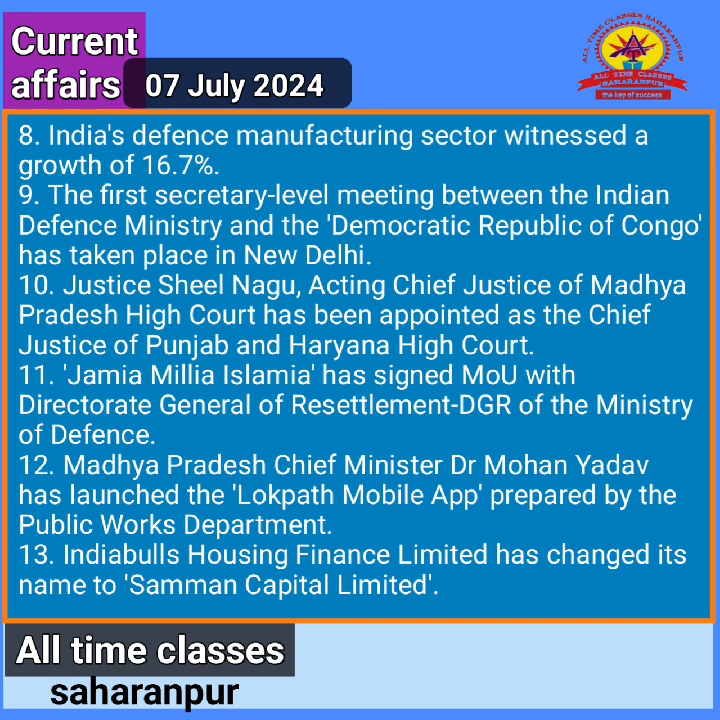 Current
affairs
07 July 2024
ALL TIME CLASSES SAHARANPUR
ALL TIME CLASSES
SAHARANPUR
the key of success
8. India's defence manufacturing sector witnessed a
growth of 16.7%.
9. The first secretary-level meeting between the Indian
Defence Ministry and the 'Democratic Republic of Congo'
has taken place in New Delhi.
10. Justice Sheel Nagu, Acting Chief Justice of Madhya
Pradesh High Court has been appointed as the Chief
Justice of Punjab and Haryana High Court.
11. 'Jamia Millia Islamia' has signed MoU with
Directorate General of Resettlement-DGR of the Ministry
of Defence.
12. Madhya Pradesh Chief Minister Dr Mohan Yadav
has launched the 'Lokpath Mobile App' prepared by the
Public Works Department.
13. Indiabulls Housing Finance Limited has changed its
name to 'Samman Capital Limited'.
All time classes
saharanpur